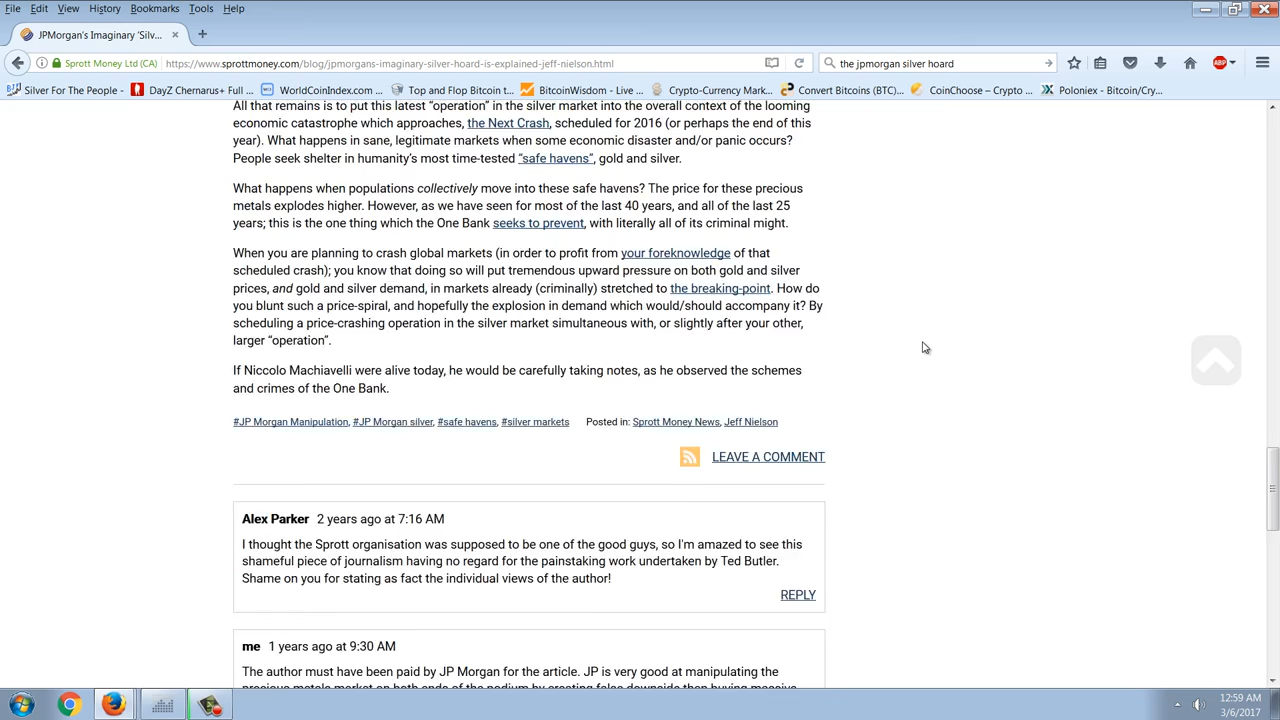 File Edit View History Bookmarks Tools Help
JPMorgan's Imaginary 'Silv...
Sprott Money Ltd (CA) https://www.sprottmoney.com/blog/jpmorgans-imaginary-silver-hoard-is-explained-jeff-nielson.html the jpmorgan silver hoard
Silver For The People - ... DayZ Chernarus+ Full ... WorldCoinIndex.com ... Top and Flop Bitcoin t... BitcoinWisdom - Live ... Crypto-Currency Mark... Convert Bitcoins (BTC)... CoinChoose – Crypto ... Poloniex - Bitcoin/Cry...
All that remains is to put this latest “operation” in the silver market into the overall context of the looming
economic catastrophe which approaches, the Next Crash, scheduled for 2016 (or perhaps the end of this
year). What happens in sane, legitimate markets when some economic disaster and/or panic occurs?
People seek shelter in humanity's most time-tested “safe havens”, gold and silver.
What happens when populations collectively move into these safe havens? The price for these precious
metals explodes higher. However, as we have seen for most of the last 40 years, and all of the last 25
years; this is the one thing which the One Bank seeks to prevent, with literally all of its criminal might.
When you are planning to crash global markets (in order to profit from your foreknowledge of that
scheduled crash); you know that doing so will put tremendous upward pressure on both gold and silver
prices, and gold and silver demand, in markets already (criminally) stretched to the breaking-point. How do
you blunt such a price-spiral, and hopefully the explosion in demand which would/should accompany it? By
scheduling a price-crashing operation in the silver market simultaneous with, or slightly after your other,
larger “operation”.
If Niccolo Machiavelli were alive today, he would be carefully taking notes, as he observed the schemes
and crimes of the One Bank.
#JP Morgan Manipulation, #JP Morgan silver, #safe havens, #silver markets Posted in: Sprott Money News, Jeff Nielson
LEAVE A COMMENT
Alex Parker 2 years ago at 7:16 AM
I thought the Sprott organisation was supposed to be one of the good guys, so I'm amazed to see this
shameful piece of journalism having no regard for the painstaking work undertaken by Ted Butler.
Shame on you for stating as fact the individual views of the author!
REPLY
me 1 years ago at 9:30 AM
The author must have been paid by JP Morgan for the article. JP is very good at manipulating the
precious metals market on both ends of the podium by creating false downside then having massive
12:59 AM
3/6/2017